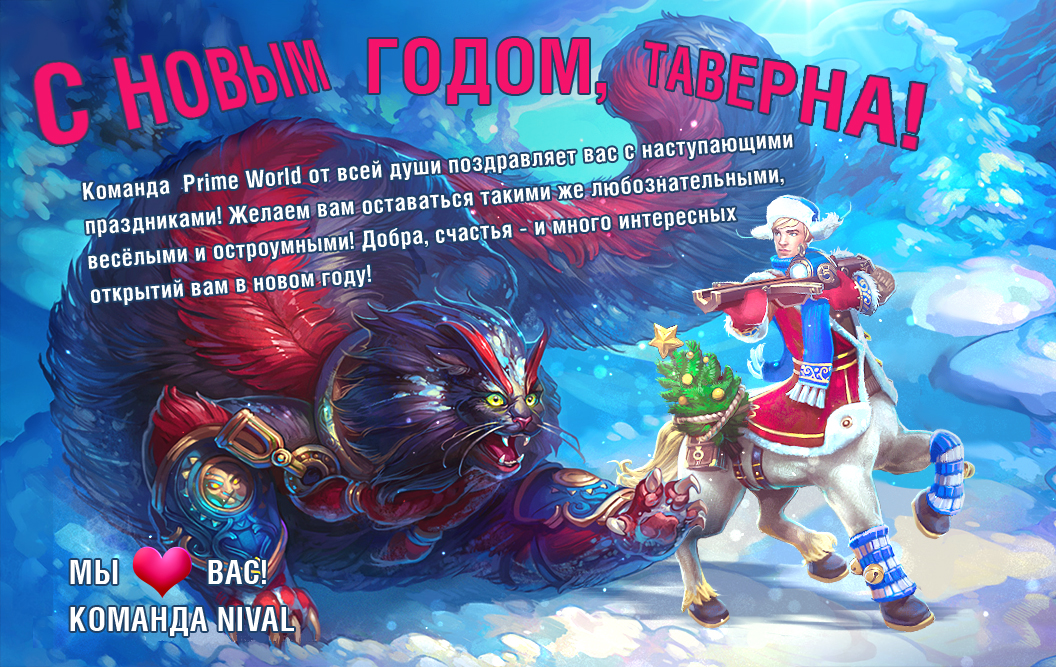 С НОВЫМ ГОДОМ, ТАВЕРНА!
Команда Prime World от всей души поздравляет вас с наступающими
праздниками! Желаем вам оставаться такими же любознательными,
весёлыми и остроумными! Добра, счастья - и много интересных
открытий вам в новом году!
МЫ ❤ ВАС!
КОМАНДА NIVAL